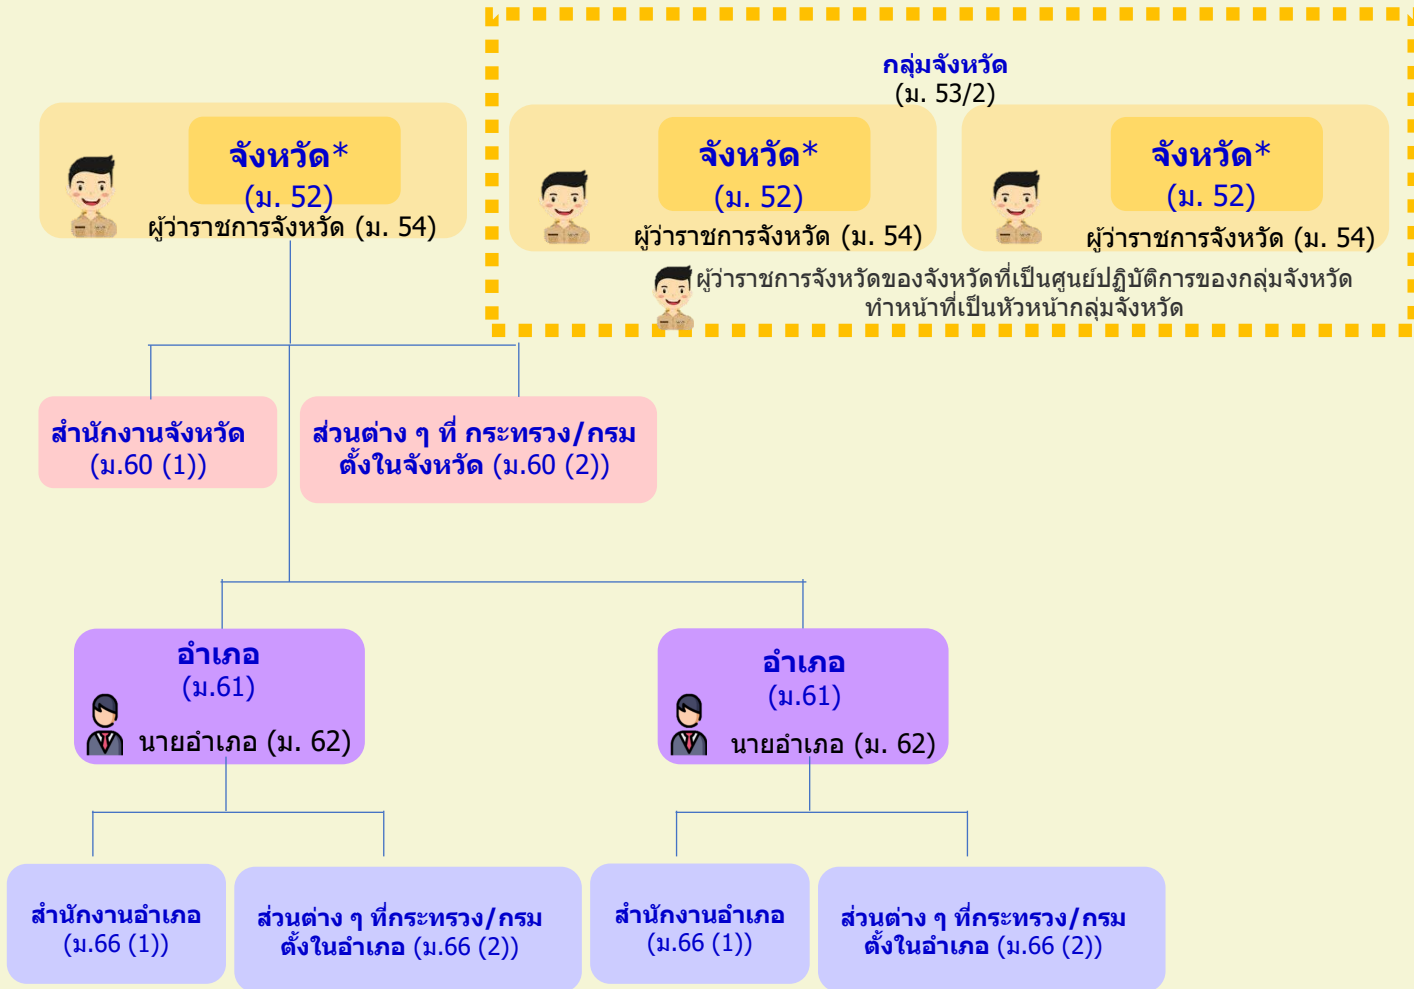 กลุ่มจังหวัด
(ม. 53/2)
จังหวัด*
(ม. 52)
ผู้ว่าราชการจังหวัด (ม. 54)
จังหวัด*
(ม. 52)
ผู้ว่าราชการจังหวัด (ม. 54)
จังหวัด*
(ม. 52)
ผู้ว่าราชการจังหวัด (ม. 54)
ผู้ว่าราชการจังหวัดของจังหวัดที่เป็นศูนย์ปฏิบัติการของกลุ่มจังหวัด
ทำหน้าที่เป็นหัวหน้ากลุ่มจังหวัด
สำนักงานจังหวัด
(ม.60 (1))
ส่วนต่าง ๆ ที่ กระทรวง/กรม
ตั้งในจังหวัด (ม.60 (2))
อำเภอ
(ม.61)
นายอำเภอ (ม. 62)
อำเภอ
(ม.61)
นายอำเภอ (ม. 62)
สำนักงานอำเภอ
(ม.66 (1))
ส่วนต่าง ๆ ที่กระทรวง/กรม
ตั้งในอำเภอ (ม.66 (2))
สำนักงานอำเภอ
(ม.66 (1))
ส่วนต่าง ๆ ที่กระทรวง/กรม
ตั้งในอำเภอ (ม.66 (2))